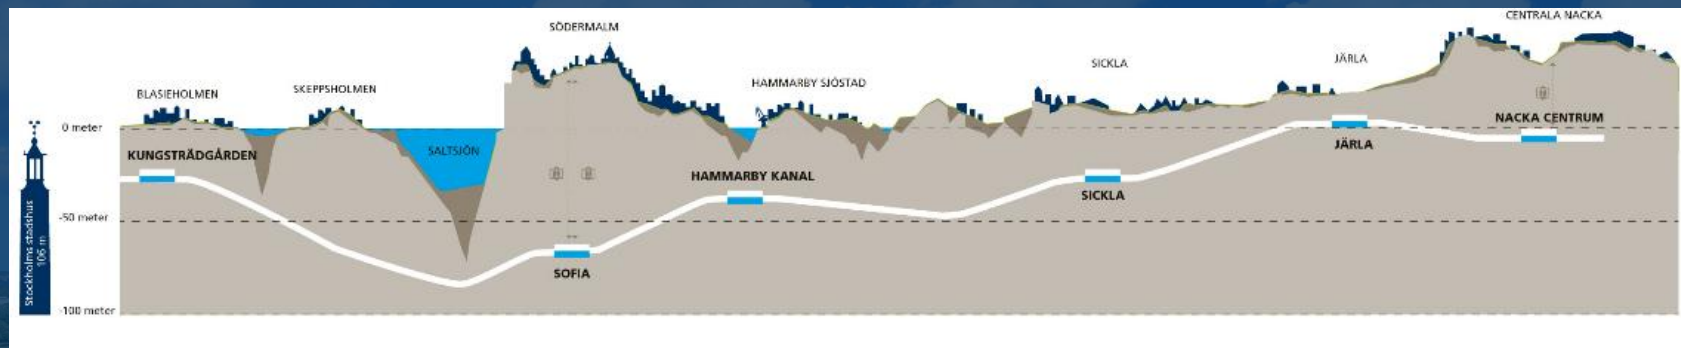 SÖDERMALM
CENTRALA NACKA
BLASIEHOLMEN
SKEPPSHOLMEN
HAMMARBY SJÖSTAD
SICKLA
JÄRLA
0 meter
KUNGSTRÄDGÅRDEN
SALTSJÖN
HAMMARBY KANAL
SICKLA
JÄRLA
NACKA CENTRUM
-50 meter
SOFIA
-100 meter
Stockholms stadshus
106 m